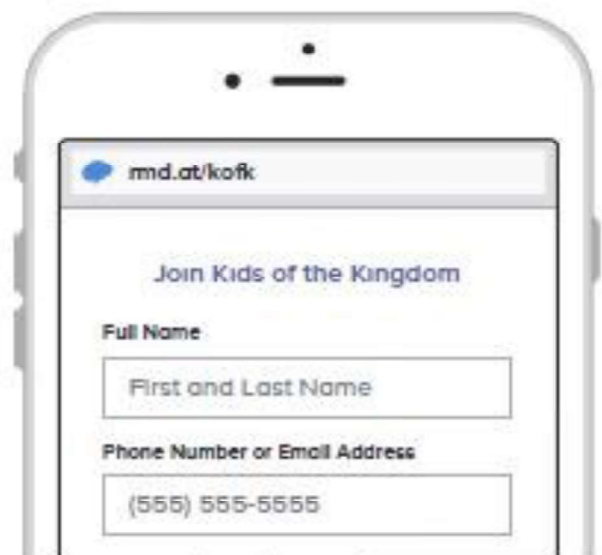 rmd.at/kofk
Join Kids of the Kingdom
Full Name
First and Last Name
Phone Number or Email Address
(555) 555-5555